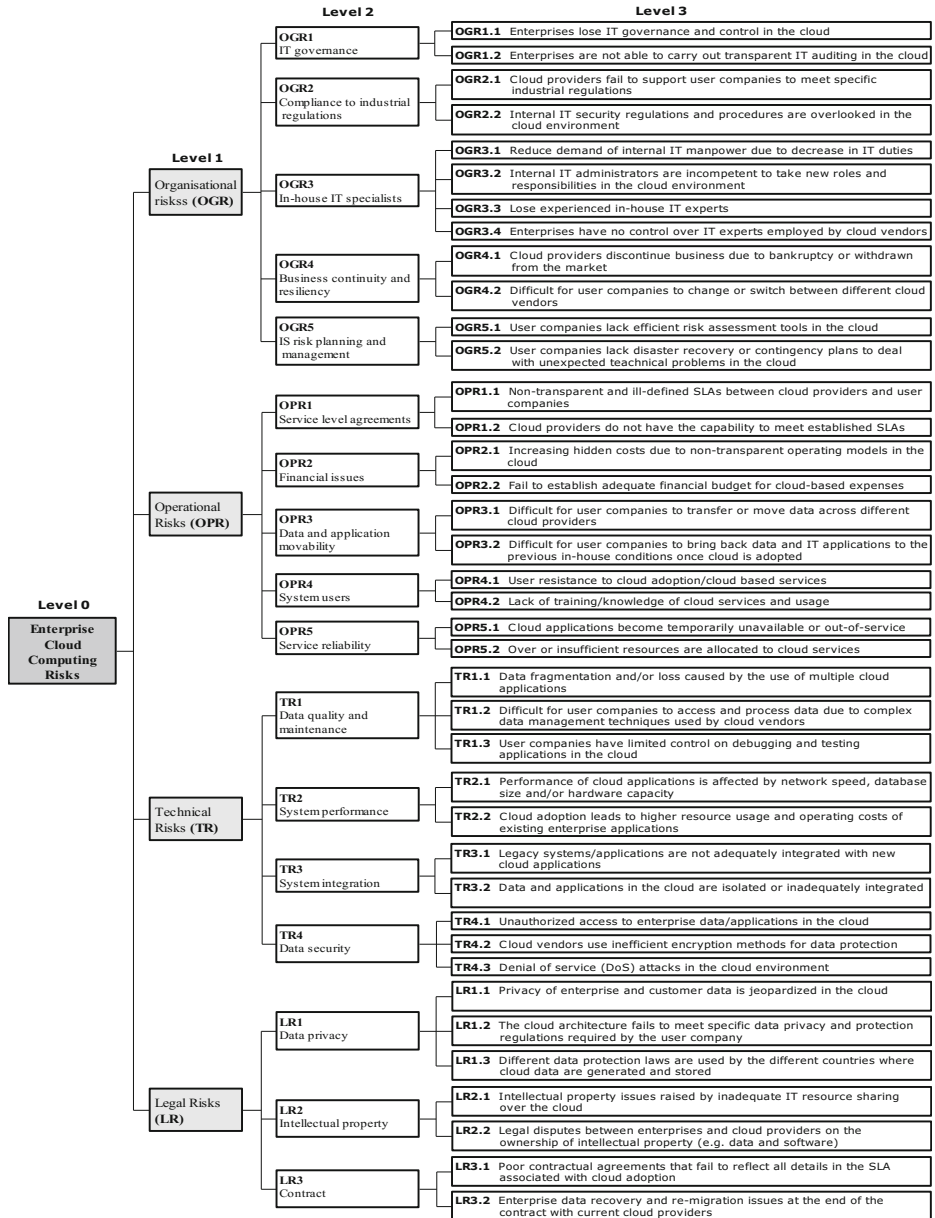 Level 2
Level 3
OGR1
IT governance
OGR1.1 Enterprises lose IT governance and control in the cloud
OGR1.2 Enterprises are not able to carry out transparent IT auditing in the cloud
OGR2
Compliance to industrial
regulations
OGR2.1 Cloud providers fail to support user companies to meet specific
industrial regulations
OGR2.2 Internal IT security regulations and procedures are overlooked in the
cloud environment
Level 1
Organisational
riskss (OGR)
OGR3
In-house IT specialists
OGR3.1 Reduce demand of internal IT manpower due to decrease in IT duties
OGR3.2 Internal IT administrators are incompetent to take new roles and
responsibilities in the cloud environment
OGR3.3 Lose experienced in-house IT experts
OGR3.4 Enterprises have no control over IT experts employed by cloud vendors
OGR4
Business continuity and
resiliency
OGR4.1 Cloud providers discontinue business due to bankruptcy or withdrawn
from the market
OGR4.2 Difficult for user companies to change or switch between different cloud
vendors
OGR5
IS risk planning and
management
OGR5.1 User companies lack efficient risk assessment tools in the cloud
OGR5.2 User companies lack disaster recovery or contingency plans to deal
with unexpected teachnical problems in the cloud
OPR1
Service level agreements
OPR1.1 Non-transparent and ill-defined SLAs between cloud providers and user
companies
OPR1.2 Cloud providers do not have the capability to meet established SLAs
OPR2
Financial issues
OPR2.1 Increasing hidden costs due to non-transparent operating models in the
cloud
OPR2.2 Fail to establish adequate financial budget for cloud-based expenses
Operational
Risks (OPR)
OPR3
Data and application
movability
OPR3.1 Difficult for user companies to transfer or move data across different
cloud providers
OPR3.2 Difficult for user companies to bring back data and IT applications to the
previous in-house conditions once cloud is adopted
OPR4
System users
OPR4.1 User resistance to cloud adoption/cloud based services
OPR4.2 Lack of training/knowledge of cloud services and usage
Level 0
Enterprise
Cloud
Computing
Risks
OPR5
Service reliability
OPR5.1 Cloud applications become temporarily unavailable or out-of-service
OPR5.2 Over or insufficient resources are allocated to cloud services
TR1
Data quality and
maintenance
TR1.1 Data fragmentation and/or loss caused by the use of multiple cloud
applications
TR1.2 Difficult for user companies to access and process data due to complex
data management techniques used by cloud vendors
TR1.3 User companies have limited control on debugging and testing
applications in the cloud
Technical
Risks (TR)
TR2
System performance
TR2.1 Performance of cloud applications is affected by network speed, database
size and/or hardware capacity
TR2.2 Cloud adoption leads to higher resource usage and operating costs of
existing enterprise applications
TR3
System integration
TR3.1 Legacy systems/applications are not adequately integrated with new
cloud applications
TR3.2 Data and applications in the cloud are isolated or inadequately integrated
TR4
Data security
TR4.1 Unauthorized access to enterprise data/applications in the cloud
TR4.2 Cloud vendors use inefficient encryption methods for data protection
TR4.3 Denial of service (DoS) attacks in the cloud environment
LR1
Data privacy
LR1.1 Privacy of enterprise and customer data is jeopardized in the cloud
LR1.2 The cloud architecture fails to meet specific data privacy and protection
regulations required by the user company
LR1.3 Different data protection laws are used by the different countries where
cloud data are generated and stored
Legal Risks
(LR)
LR2
Intellectual property
LR2.1 Intellectual property issues raised by inadequate IT resource sharing
over the cloud
LR2.2 Legal disputes between enterprises and cloud providers on the
ownership of intellectual property (e.g. data and software)
LR3
Contract
LR3.1 Poor contractual agreements that fail to reflect all details in the SLA
associated with cloud adoption
LR3.2 Enterprise data recovery and re-migration issues at the end of the
contract with current cloud providers